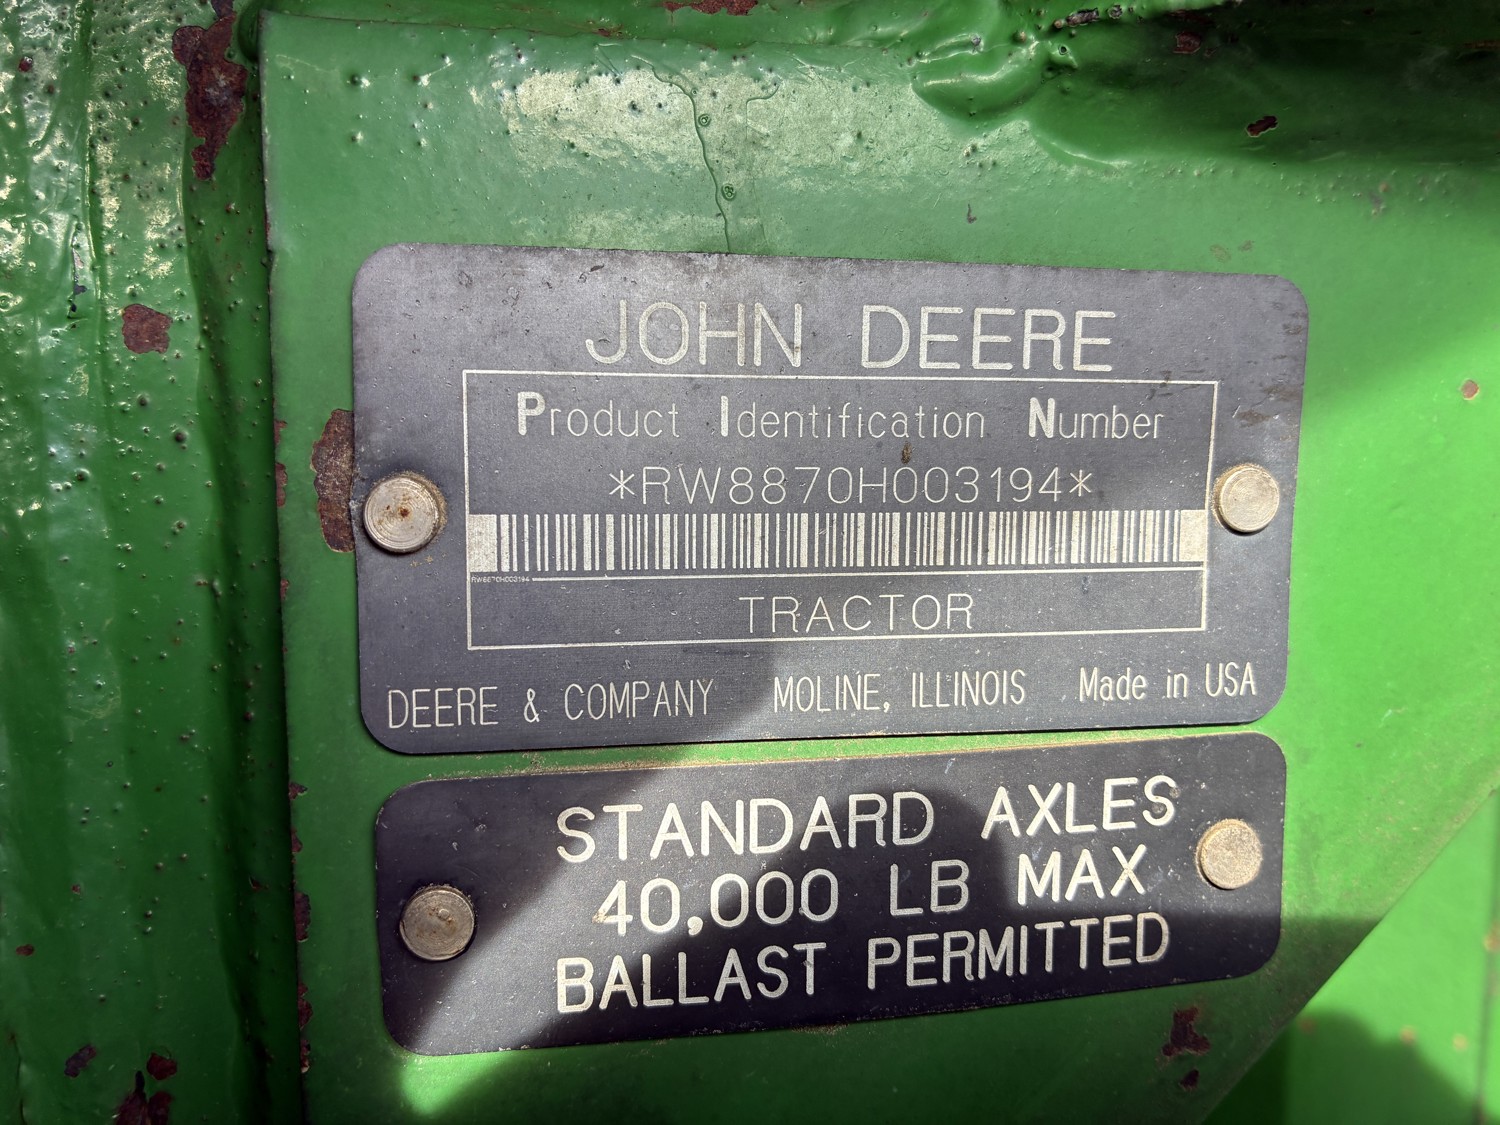 JOHN DEERE
Product Identification Number
*RW8870H003194*
RW8870H003194
TRACTOR
DEERE & COMPANY MOLINE, ILLINOIS Made in USA
STANDARD AXLES
40,000 LB MAX
BALLAST PERMITTED